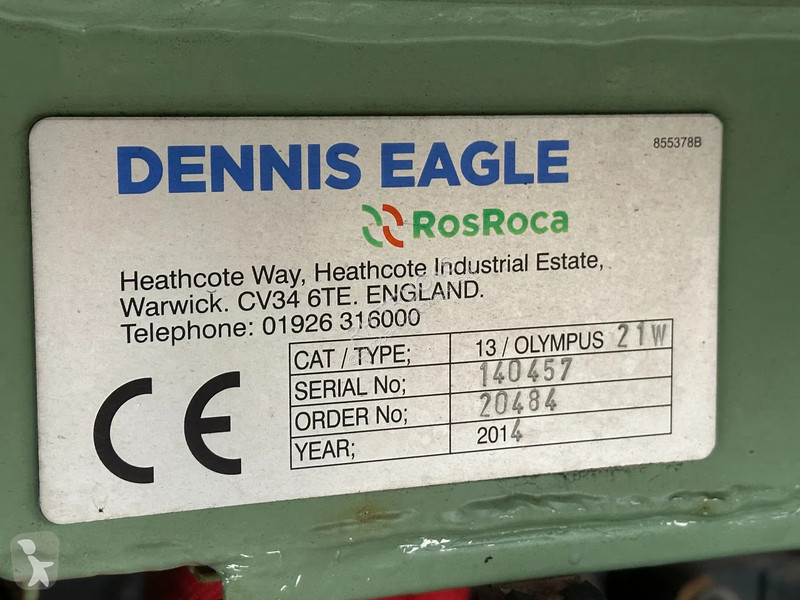 855378B
DENNIS EAGLE
RosRoca
Heathcote Way, Heathcote Industrial Estate,
Warwick. CV34 6TE. ENGLAND.
Telephone: 01926 316000
CAT / TYPE; 13 / OLYMPUS 21W
SERIAL No; 140457
ORDER No; 20484
YEAR; 2014
CE